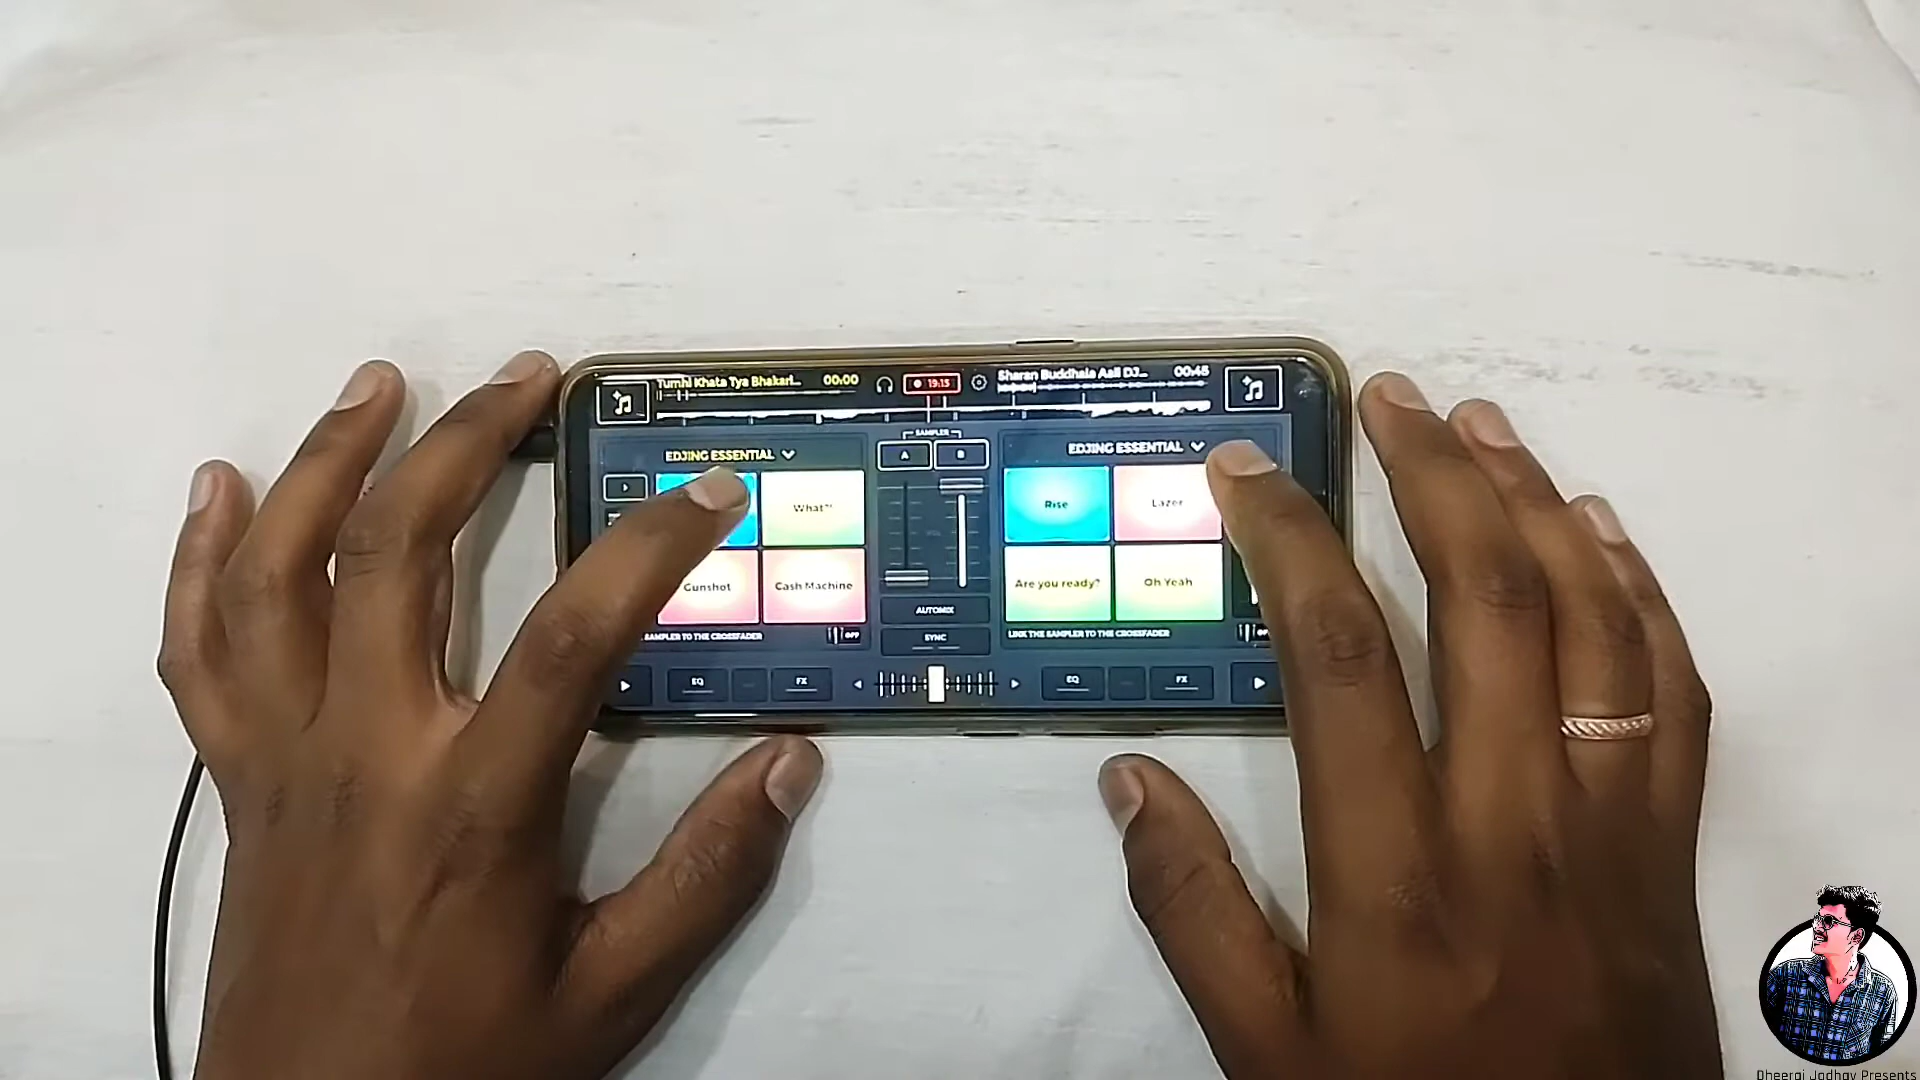 Tumhi Khata Tya Bhakari... 00:00
19:15
Sharan Buddhala Aali DJ... 00:45
SAMPLER
EDJING ESSENTIAL
A B
EDJING ESSENTIAL
What?!
Rise
Lazer
Gunshot
Cash Machine
Are you ready?
Oh Yeah
AUTOMIX
SAMPLER TO THE CROSSFADER OFF
SYNC
LINK THE SAMPLER TO THE CROSSFADER
EQ
FX
EQ
FX
Dheeraj Jadhav Presents